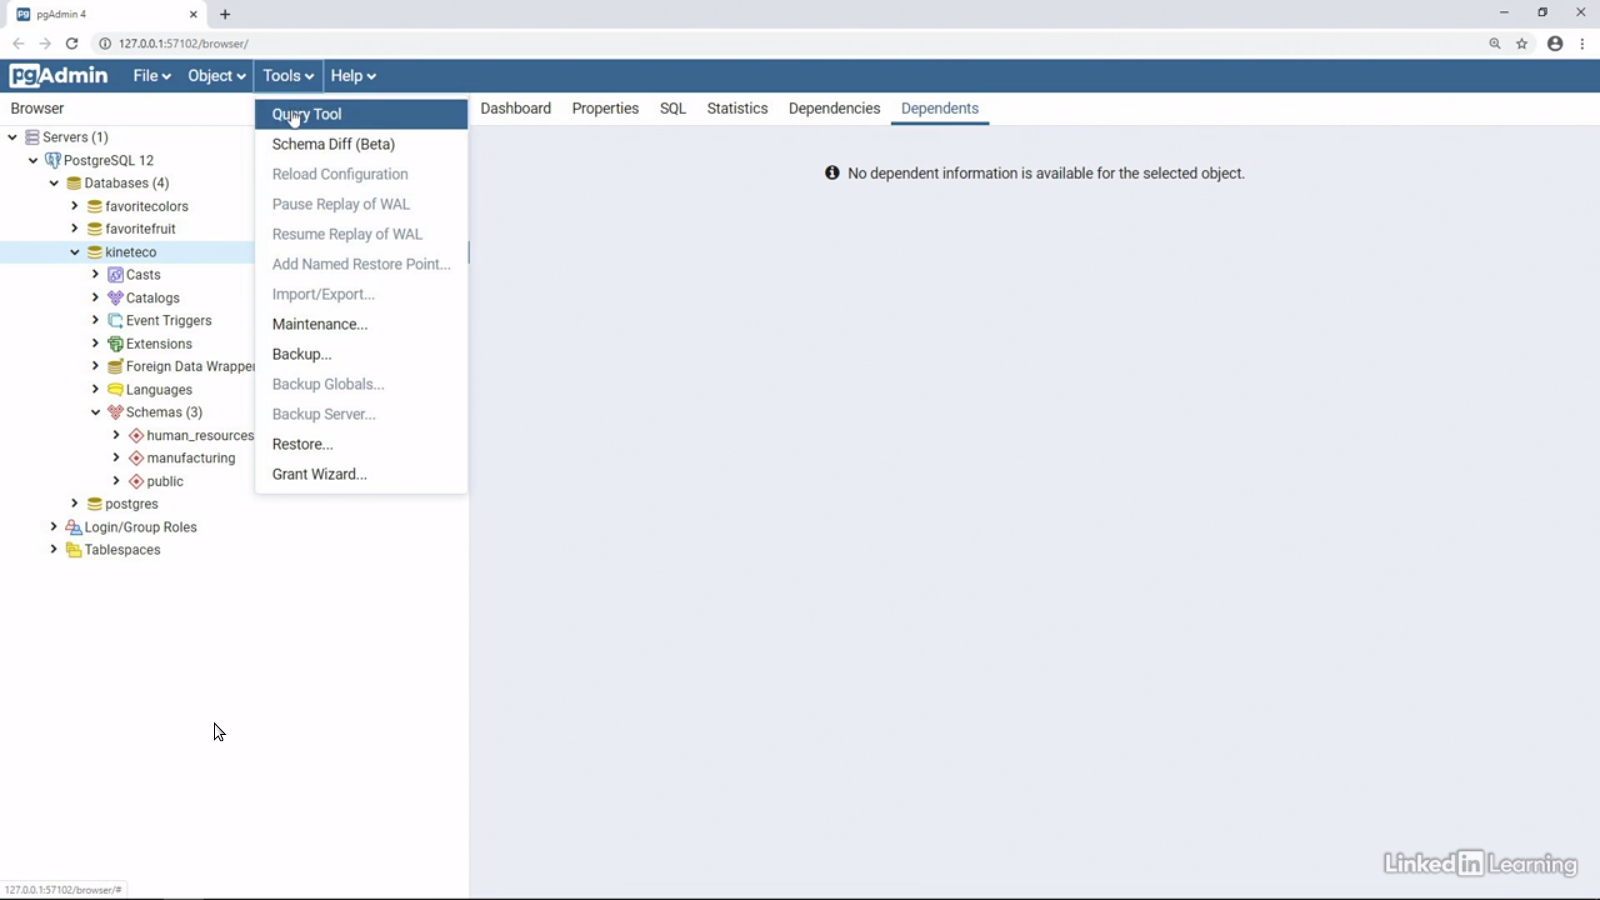 pgAdmin 4
127.0.0.1:57102/browser/
pgAdmin File Object Tools Help
Browser
Dashboard Properties SQL Statistics Dependencies Dependents
Servers (1)
PostgreSQL 12
Databases (4)
favoritecolors
favoritefruit
kineteco
Casts
Catalogs
Event Triggers
Extensions
Foreign Data Wrapper
Languages
Schemas (3)
human_resources
manufacturing
public
postgres
Login/Group Roles
Tablespaces
Query Tool
Schema Diff (Beta)
Reload Configuration
Pause Replay of WAL
Resume Replay of WAL
Add Named Restore Point...
Import/Export...
Maintenance...
Backup...
Backup Globals...
Backup Server...
Restore...
Grant Wizard...
No dependent information is available for the selected object.
LinkedIn Learning
127.0.0.1:57102/browser/#